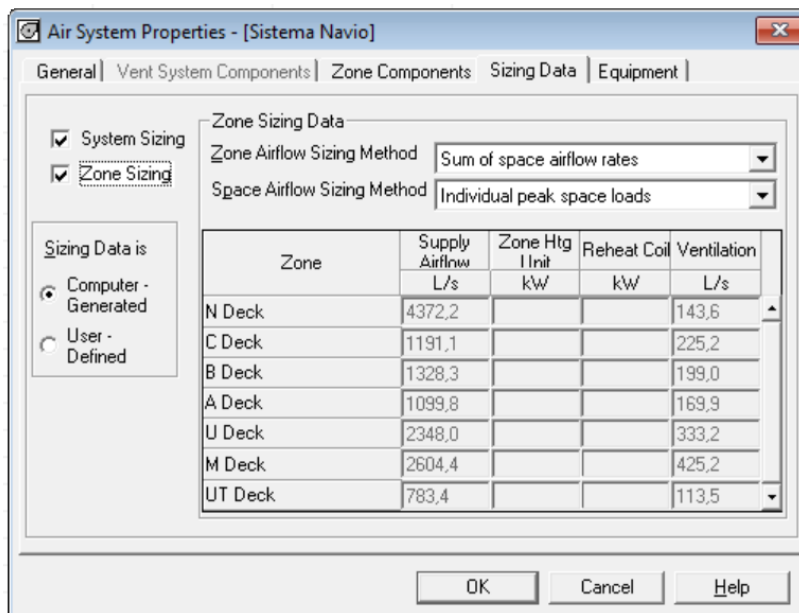 Air System Properties - [Sistema Navio]
General Vent System Components Zone Components Sizing Data Equipment
System Sizing
Zone Sizing
Sizing Data is
Computer -
Generated
User -
Defined
Zone Sizing Data
Zone Airflow Sizing Method Sum of space airflow rates
Space Airflow Sizing Method Individual peak space loads
Zone Supply Airflow Zone Htg Unit Reheat Coil Ventilation
L/s kW kW L/s
N Deck 4372,2 143,6
C Deck 1191,1 225,2
B Deck 1328,3 199,0
A Deck 1099,8 169,9
U Deck 2348,0 333,2
M Deck 2604,4 425,2
UT Deck 783,4 113,5
OK Cancel Help